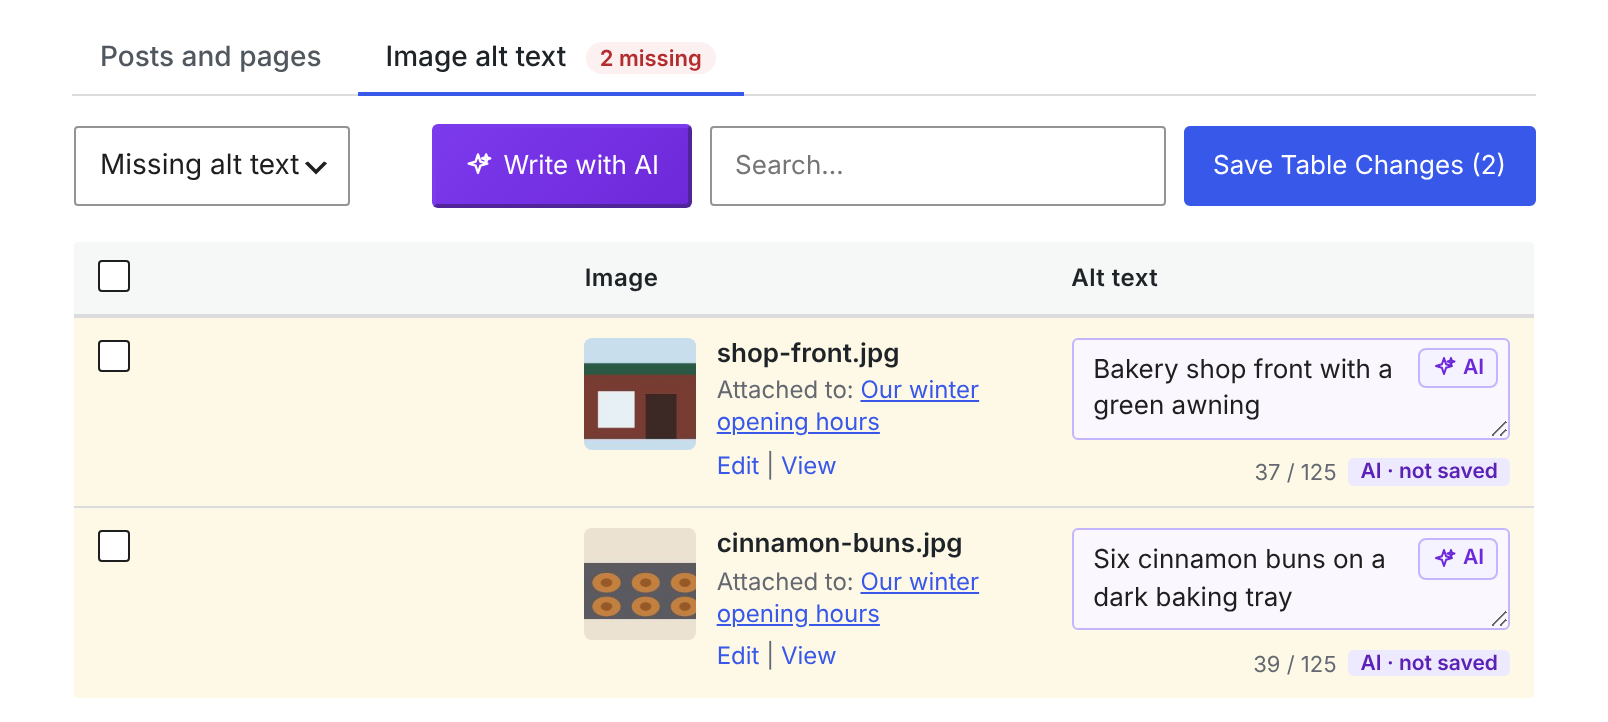 Posts and pages
Image alt text
2 missing
Missing alt text
Write with AI
Search...
Save Table Changes (2)
Image
Alt text
shop-front.jpg
Attached to: Our winter
opening hours
Edit | View
Bakery shop front with a
green awning
AI
37 / 125
AI · not saved
cinnamon-buns.jpg
Attached to: Our winter
opening hours
Edit | View
Six cinnamon buns on a
dark baking tray
AI
39 / 125
AI · not saved